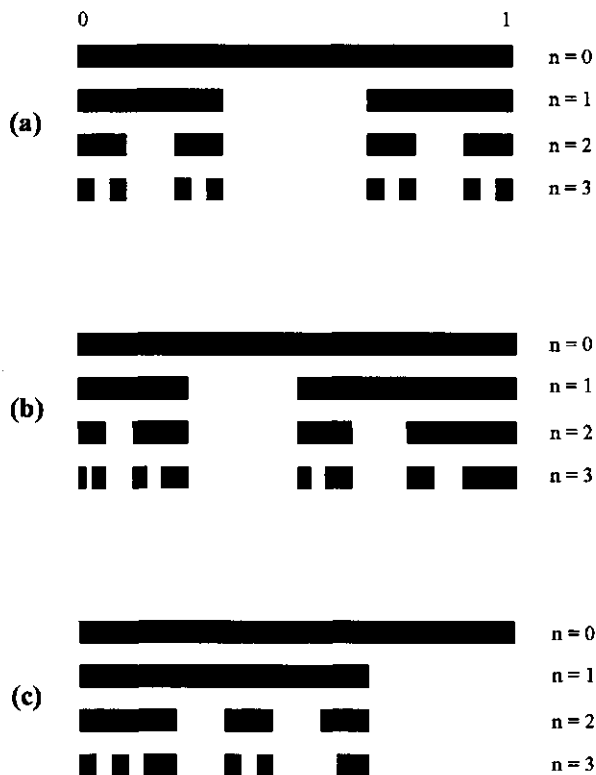 0 1
n = 0
n = 1
(a)
n = 2
n = 3
n = 0
n = 1
(b)
n = 2
n = 3
n = 0
n = 1
(c)
n = 2
n = 3